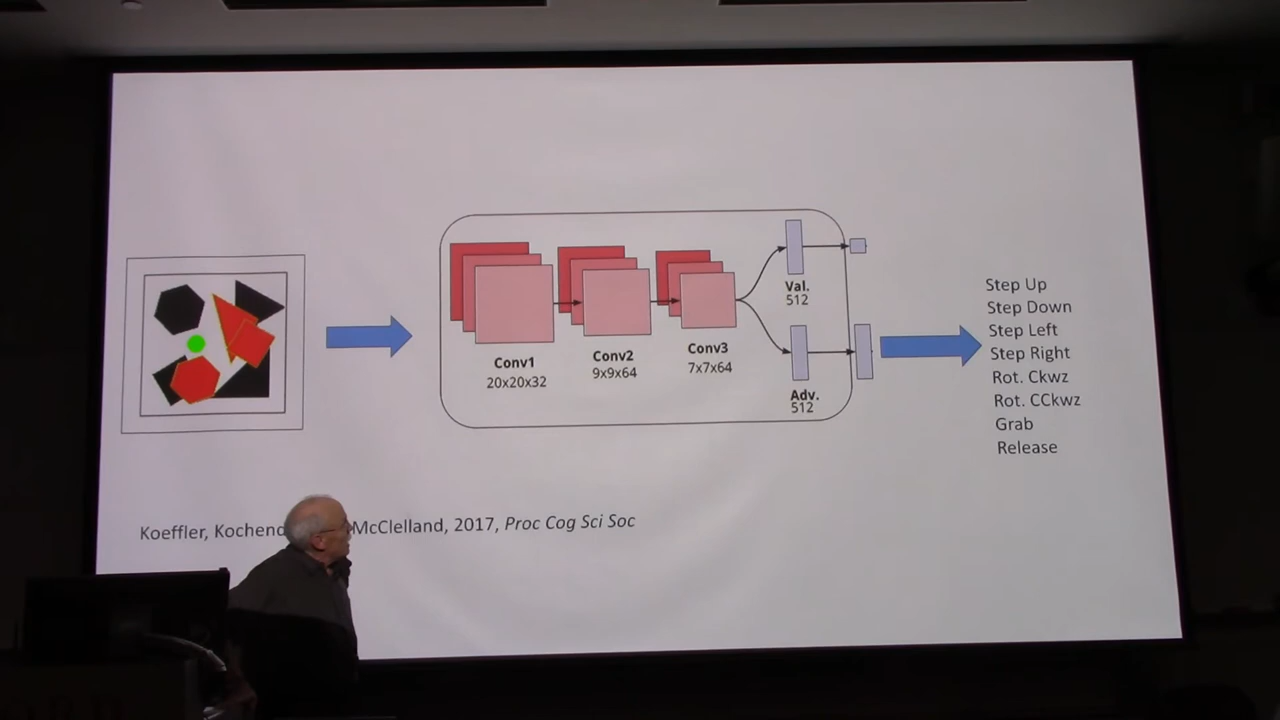 Conv1
20x20x32
Conv2
9x9x64
Conv3
7x7x64
Val.
512
Adv.
512
Step Up
Step Down
Step Left
Step Right
Rot. Ckwz
Rot. CCkwz
Grab
Release
Koeffler, McClelland, 2017, Proc Cog Sci Soc